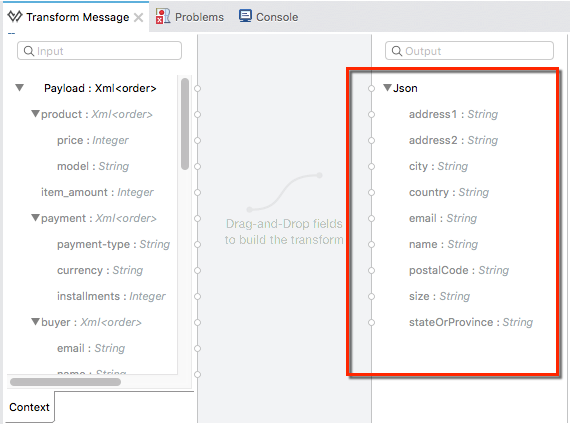 Transform Message
Problems
Console
Input
Payload : Xml<order>
product : Xml<order>
price : Integer
model : String
item_amount : Integer
payment : Xml<order>
payment-type : String
currency : String
installments : Integer
buyer : Xml<order>
email : String
name : String
Context
Drag-and-Drop fields
to build the transform
Output
Json
address1 : String
address2 : String
city : String
country : String
email : String
name : String
postalCode : String
size : String
stateOrProvince : String